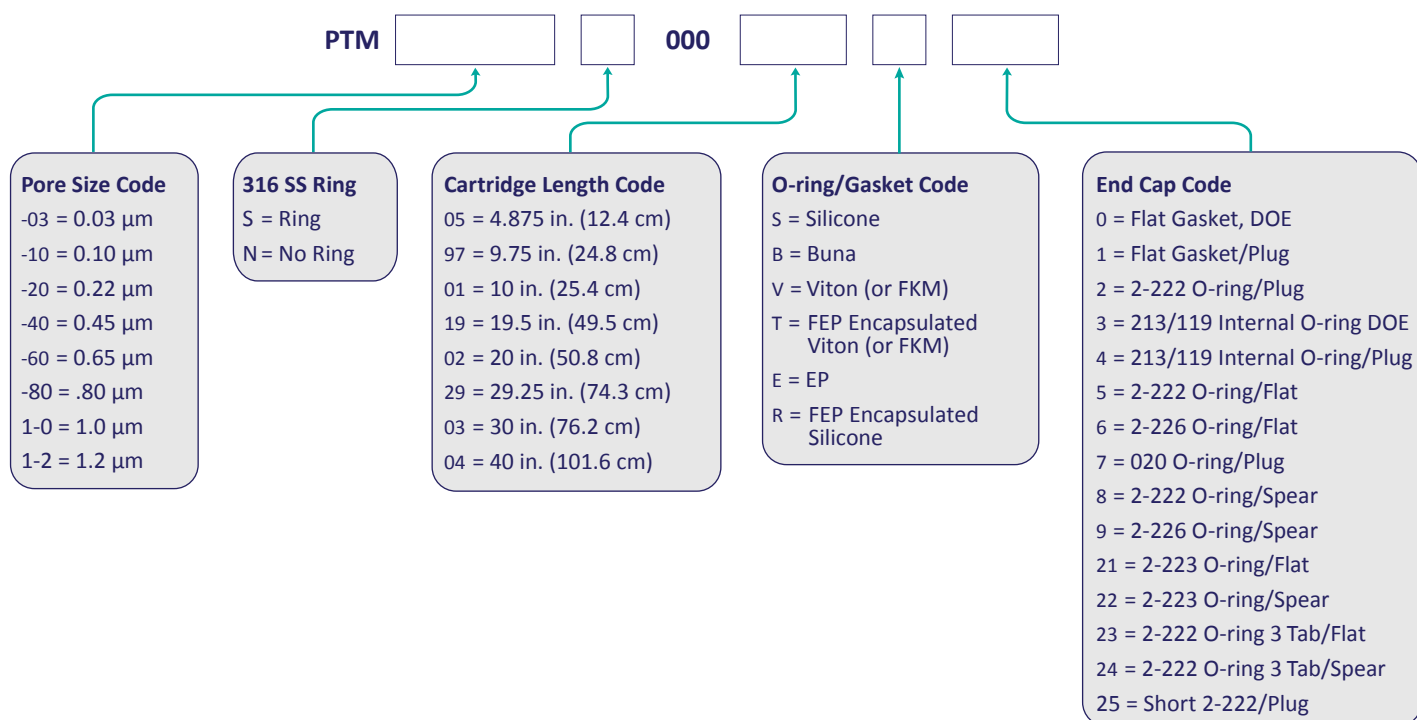 PTM 000
Pore Size Code
-03 = 0.03 µm
-10 = 0.10 µm
-20 = 0.22 µm
-40 = 0.45 µm
-60 = 0.65 µm
-80 = .80 µm
1-0 = 1.0 µm
1-2 = 1.2 µm
316 SS Ring
S = Ring
N = No Ring
Cartridge Length Code
05 = 4.875 in. (12.4 cm)
97 = 9.75 in. (24.8 cm)
01 = 10 in. (25.4 cm)
19 = 19.5 in. (49.5 cm)
02 = 20 in. (50.8 cm)
29 = 29.25 in. (74.3 cm)
03 = 30 in. (76.2 cm)
04 = 40 in. (101.6 cm)
O-ring/Gasket Code
S = Silicone
B = Buna
V = Viton (or FKM)
T = FEP Encapsulated
Viton (or FKM)
E = EP
R = FEP Encapsulated
Silicone
End Cap Code
0 = Flat Gasket, DOE
1 = Flat Gasket/Plug
2 = 2-222 O-ring/Plug
3 = 213/119 Internal O-ring DOE
4 = 213/119 Internal O-ring/Plug
5 = 2-222 O-ring/Flat
6 = 2-226 O-ring/Flat
7 = 020 O-ring/Plug
8 = 2-222 O-ring/Spear
9 = 2-226 O-ring/Spear
21 = 2-223 O-ring/Flat
22 = 2-223 O-ring/Spear
23 = 2-222 O-ring 3 Tab/Flat
24 = 2-222 O-ring 3 Tab/Spear
25 = Short 2-222/Plug